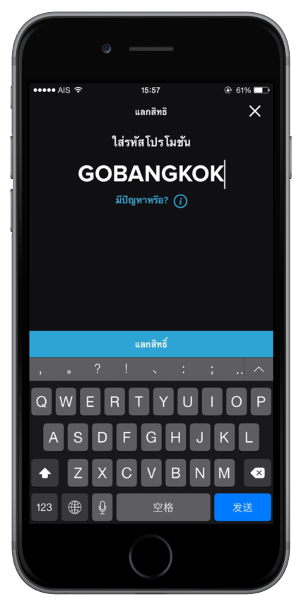 AIS 15:57 61%
แลกสิทธิ
ใส่รหัสโปรโมชัน
GOBANGKOK
มีปัญหาหรือ? i
แลกสิทธิ์
, 。 ? ! 、 : ; ..
Q W E R T Y U I O P
A S D F G H J K L
Z X C V B N M
123 空格 发送